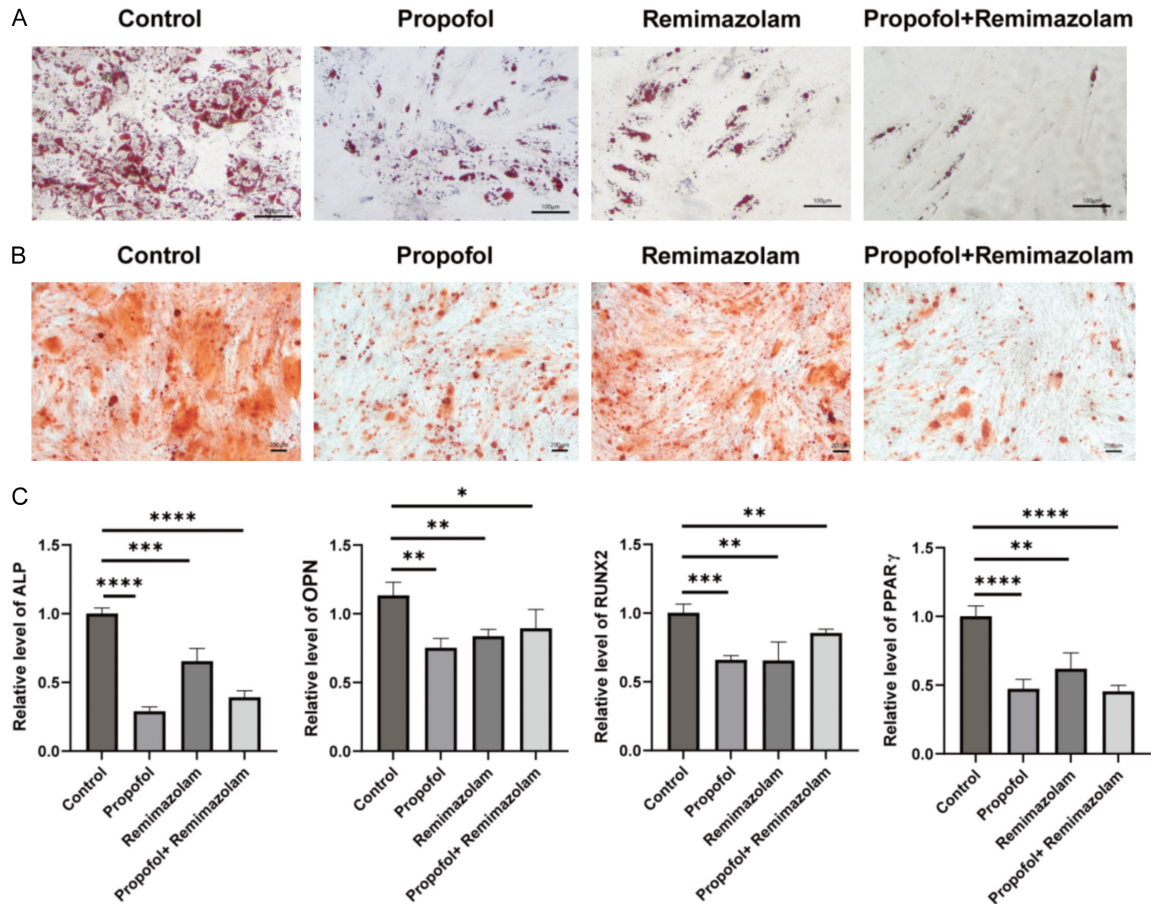 A
Control
Propofol
Remimazolam
Propofol+Remimazolam
100μm
100μm
100μm
100μm
B
Control
Propofol
Remimazolam
Propofol+Remimazolam
200μm
200μm
200μm
C
Relative level of ALP
1.5
1.0
0.5
0.0
****
***
****
Control
Propofol
Remimazolam
Propofol+ Remimazolam
Relative level of OPN
1.5
1.0
0.5
0.0
*
**
**
Control
Propofol
Remimazolam
Propofol+ Remimazolam
Relative level of RUNX2
1.5
1.0
0.5
0.0
**
**
***
Control
Propofol
Remimazolam
Propofol+ Remimazolam
Relative level of PPARγ
1.5
1.0
0.5
0.0
****
**
****
Control
Propofol
Remimazolam
Propofol+ Remimazolam